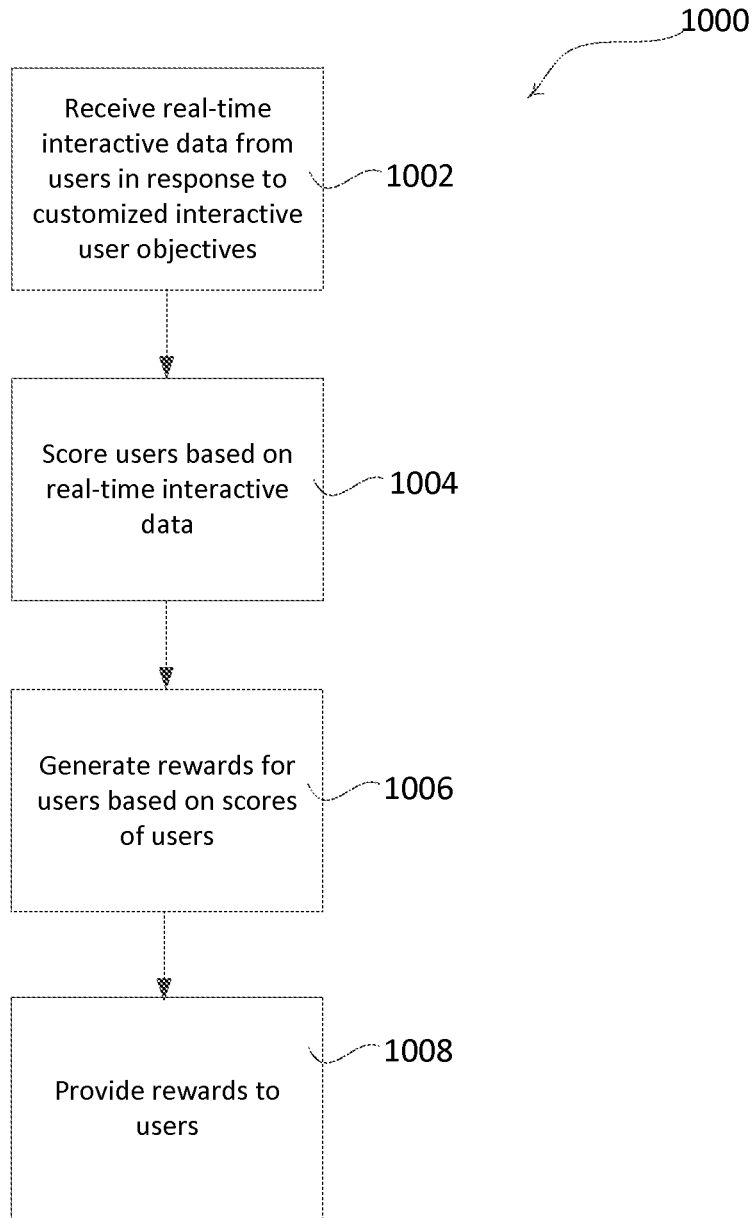 1000
Receive real-time
interactive data from
users in response to
customized interactive
user objectives
1002
Score users based on
real-time interactive
data
1004
Generate rewards for
users based on scores
of users
1006
Provide rewards to
users
1008